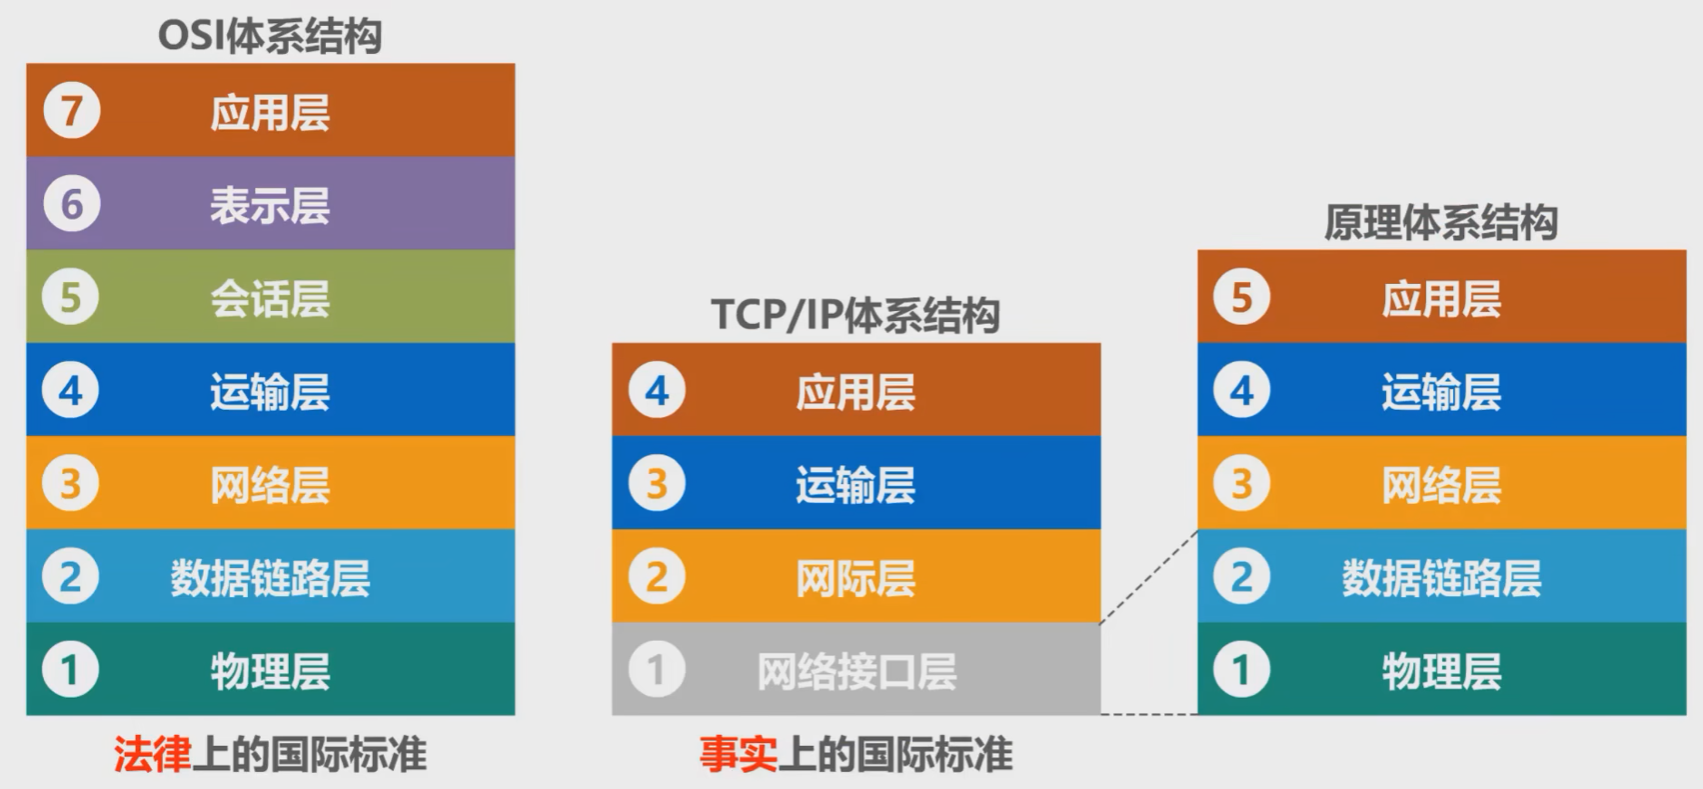 OSI体系结构
7 应用层
6 表示层
5 会话层
4 运输层
3 网络层
2 数据链路层
1 物理层
法律上的国际标准
TCP/IP体系结构
4 应用层
3 运输层
2 网际层
1 网络接口层
事实上的国际标准
原理体系结构
5 应用层
4 运输层
3 网络层
2 数据链路层
1 物理层